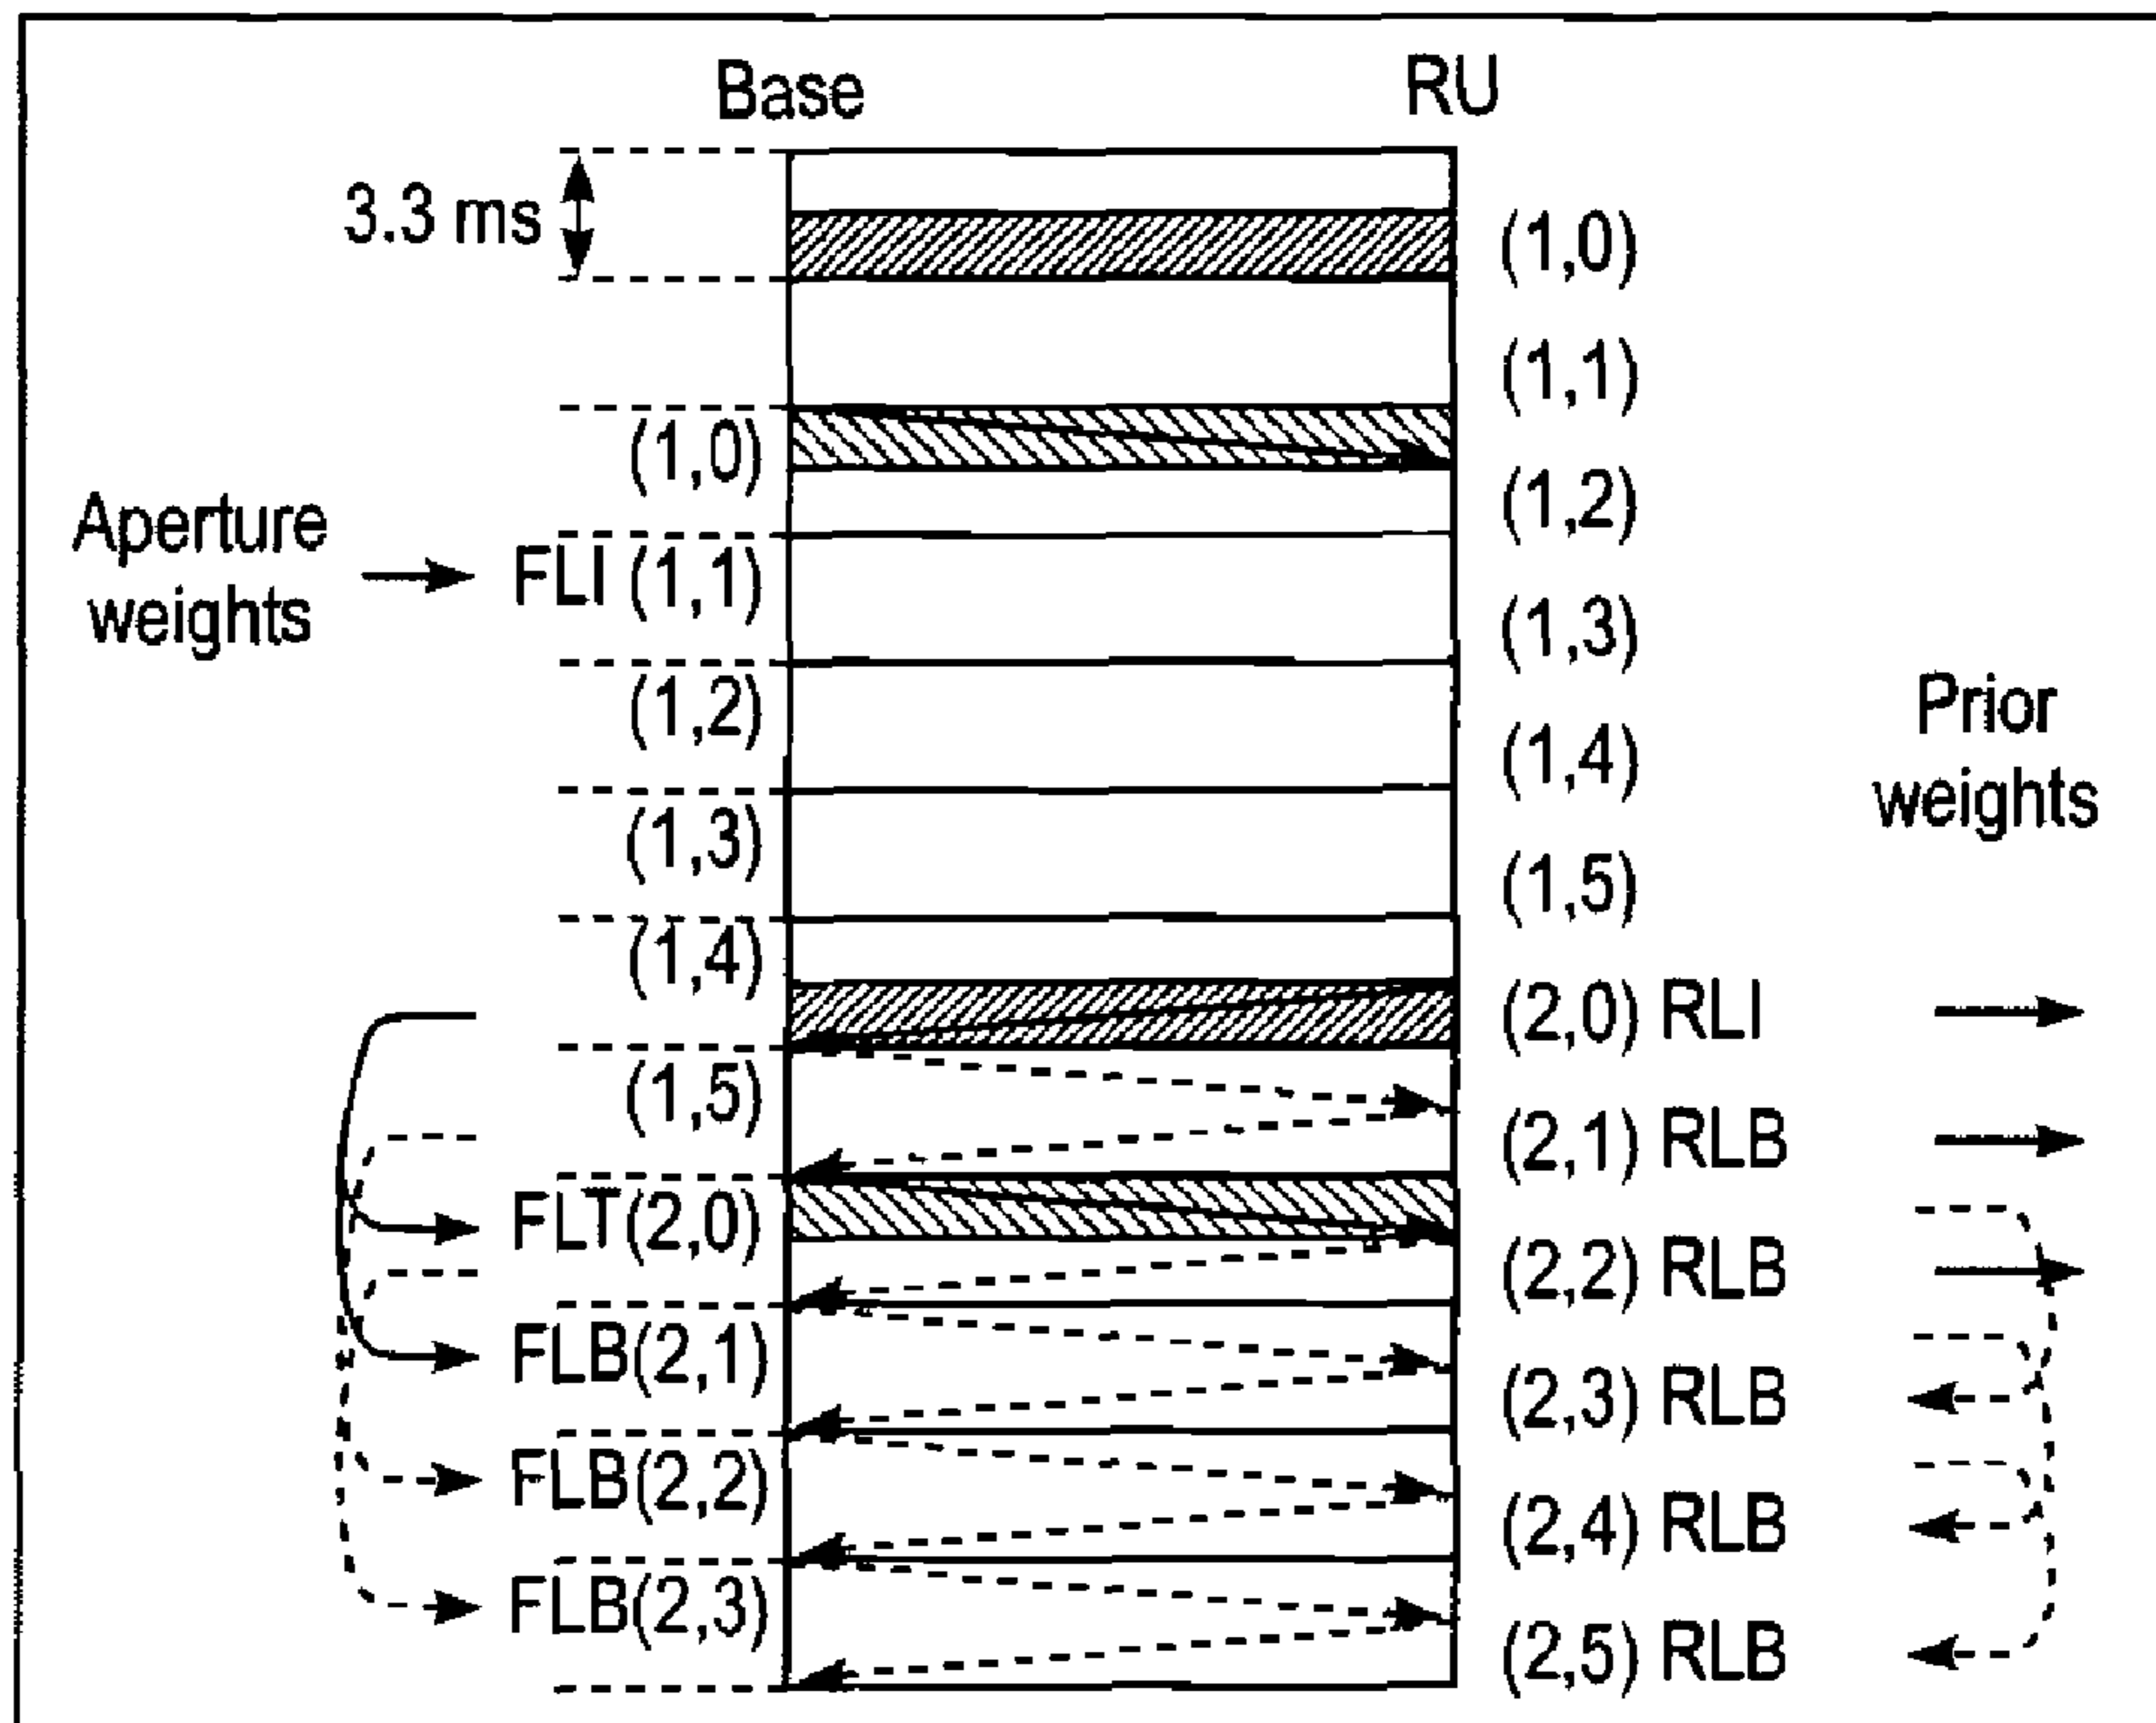 Base RU
3.3 ms
(1,0)
(1,1)
(1,0)
(1,2)
Aperture
weights
FLI (1,1)
(1,3)
(1,2)
Prior
weights
(1,4)
(1,3)
(1,5)
(1,4)
(2,0) RLI
(1,5)
(2,1) RLB
FLT(2,0)
(2,2) RLB
FLB(2,1)
(2,3) RLB
FLB(2,2)
(2,4) RLB
FLB(2,3)
(2,5) RLB